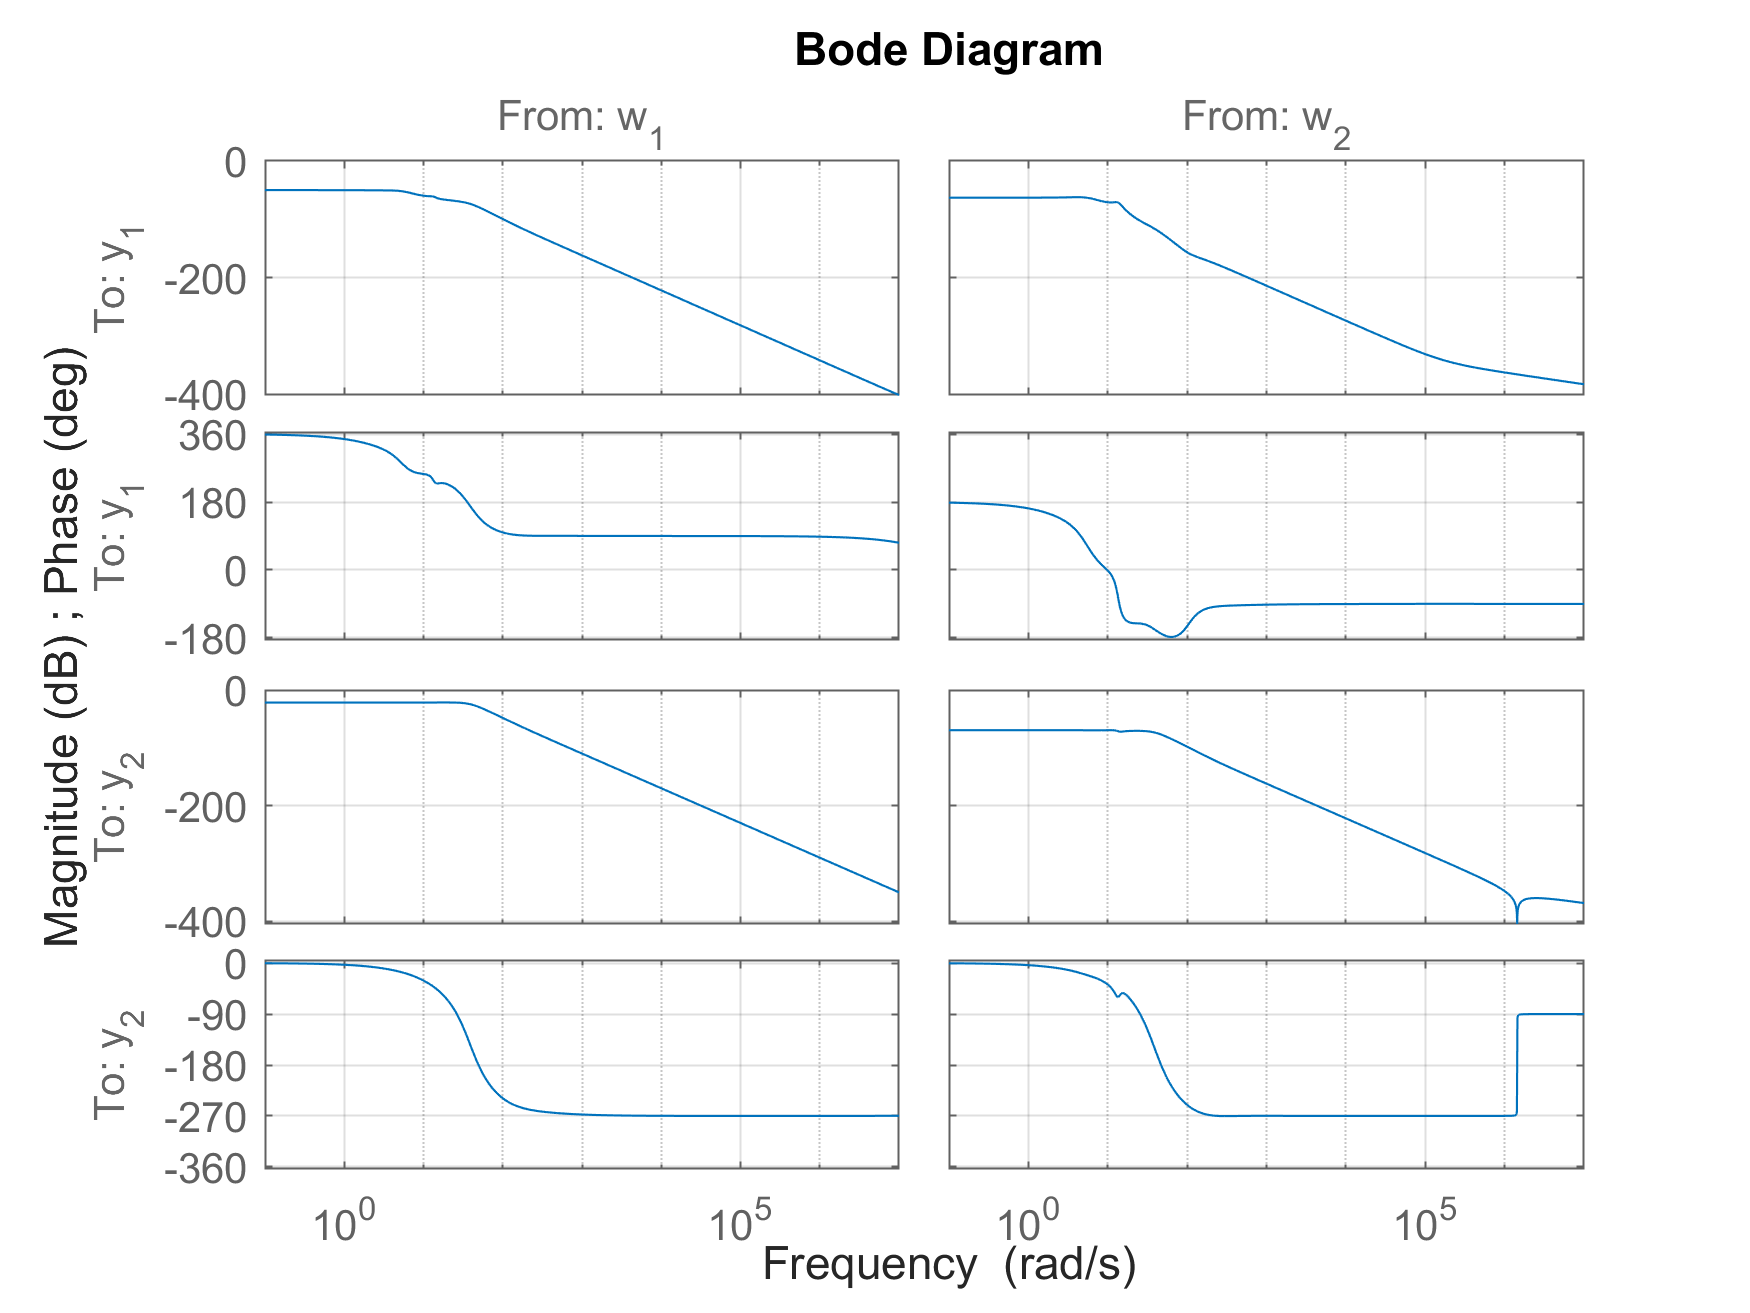 Bode Diagram
From: w1
From: w2
To: y1
0
-200
-400
To: y1
360
180
0
-180
To: y2
0
-200
-400
To: y2
0
-90
-180
-270
-360
Magnitude (dB) ; Phase (deg)
10^0
10^5
10^0
10^5
Frequency (rad/s)